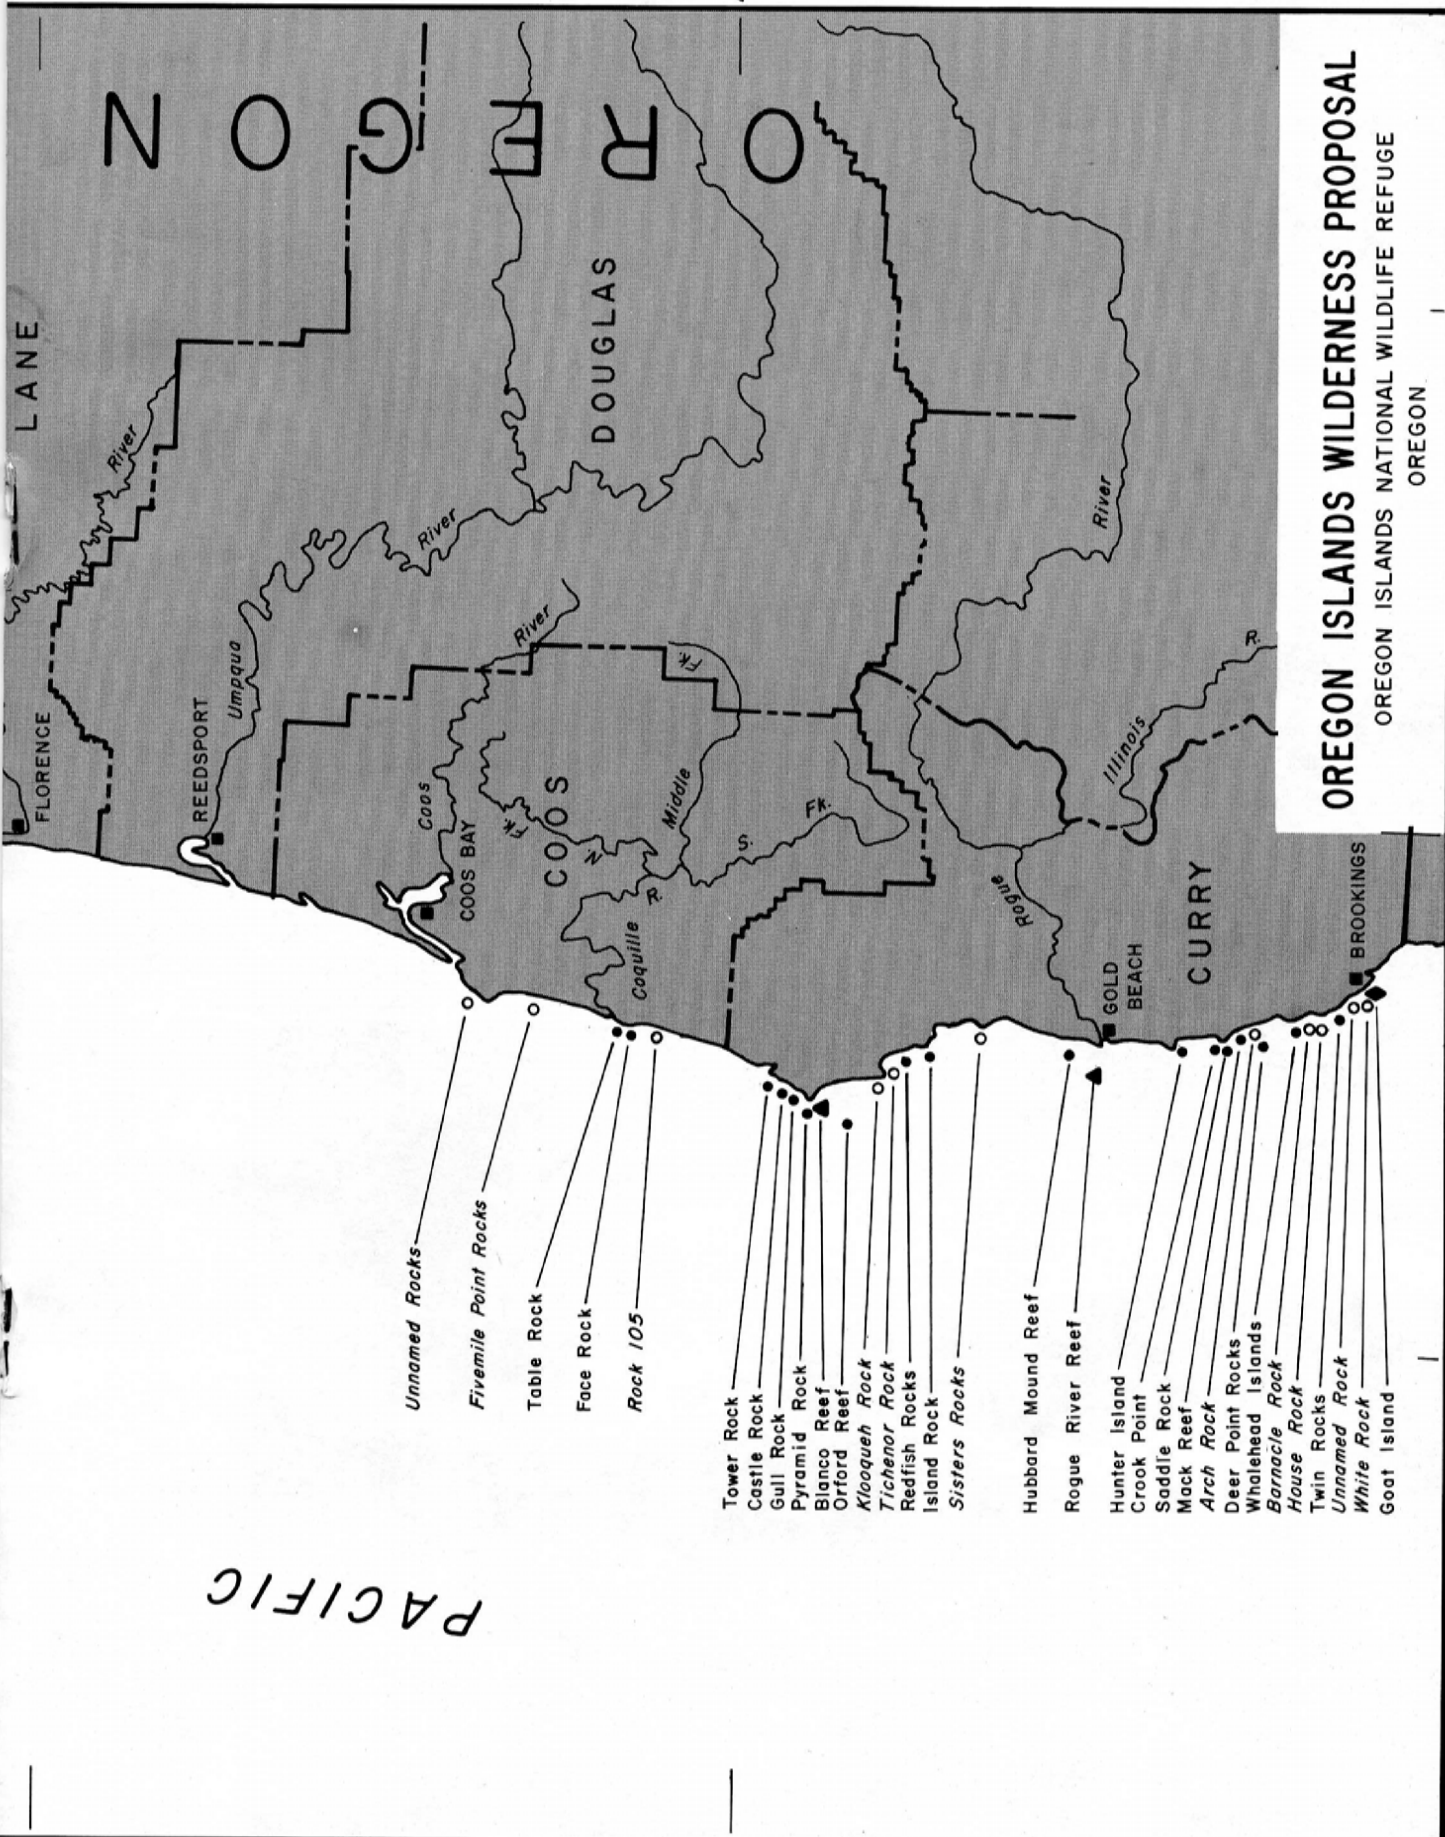 OREGON
LANE
River
FLORENCE
REEDSPORT
Umpqua
River
DOUGLAS
River
Coos
COOS BAY
COOS
Fk.
N.
Middle
Fk.
S.
Fk.
R.
Coquille
River
Rogue
Illinois
R.
GOLD
BEACH
CURRY
BROOKINGS
Unnamed Rocks
Fivemile Point Rocks
Table Rock
Face Rock
Rock 105
Tower Rock
Castle Rock
Gull Rock
Pyramid Rock
Blanco Reef
Orford Reef
Klooqueh Rock
Tichenor Rock
Redfish Rocks
Island Rock
Sisters Rocks
Hubbard Mound Reef
Rogue River Reef
Hunter Island
Crook Point
Saddle Rock
Mack Reef
Arch Rock
Deer Point Rocks
Whalehead Islands
Barnacle Rock
House Rock
Twin Rocks
Unnamed Rock
White Rock
Goat Island
PACIFIC
OREGON ISLANDS WILDERNESS PROPOSAL
OREGON ISLANDS NATIONAL WILDLIFE REFUGE
OREGON